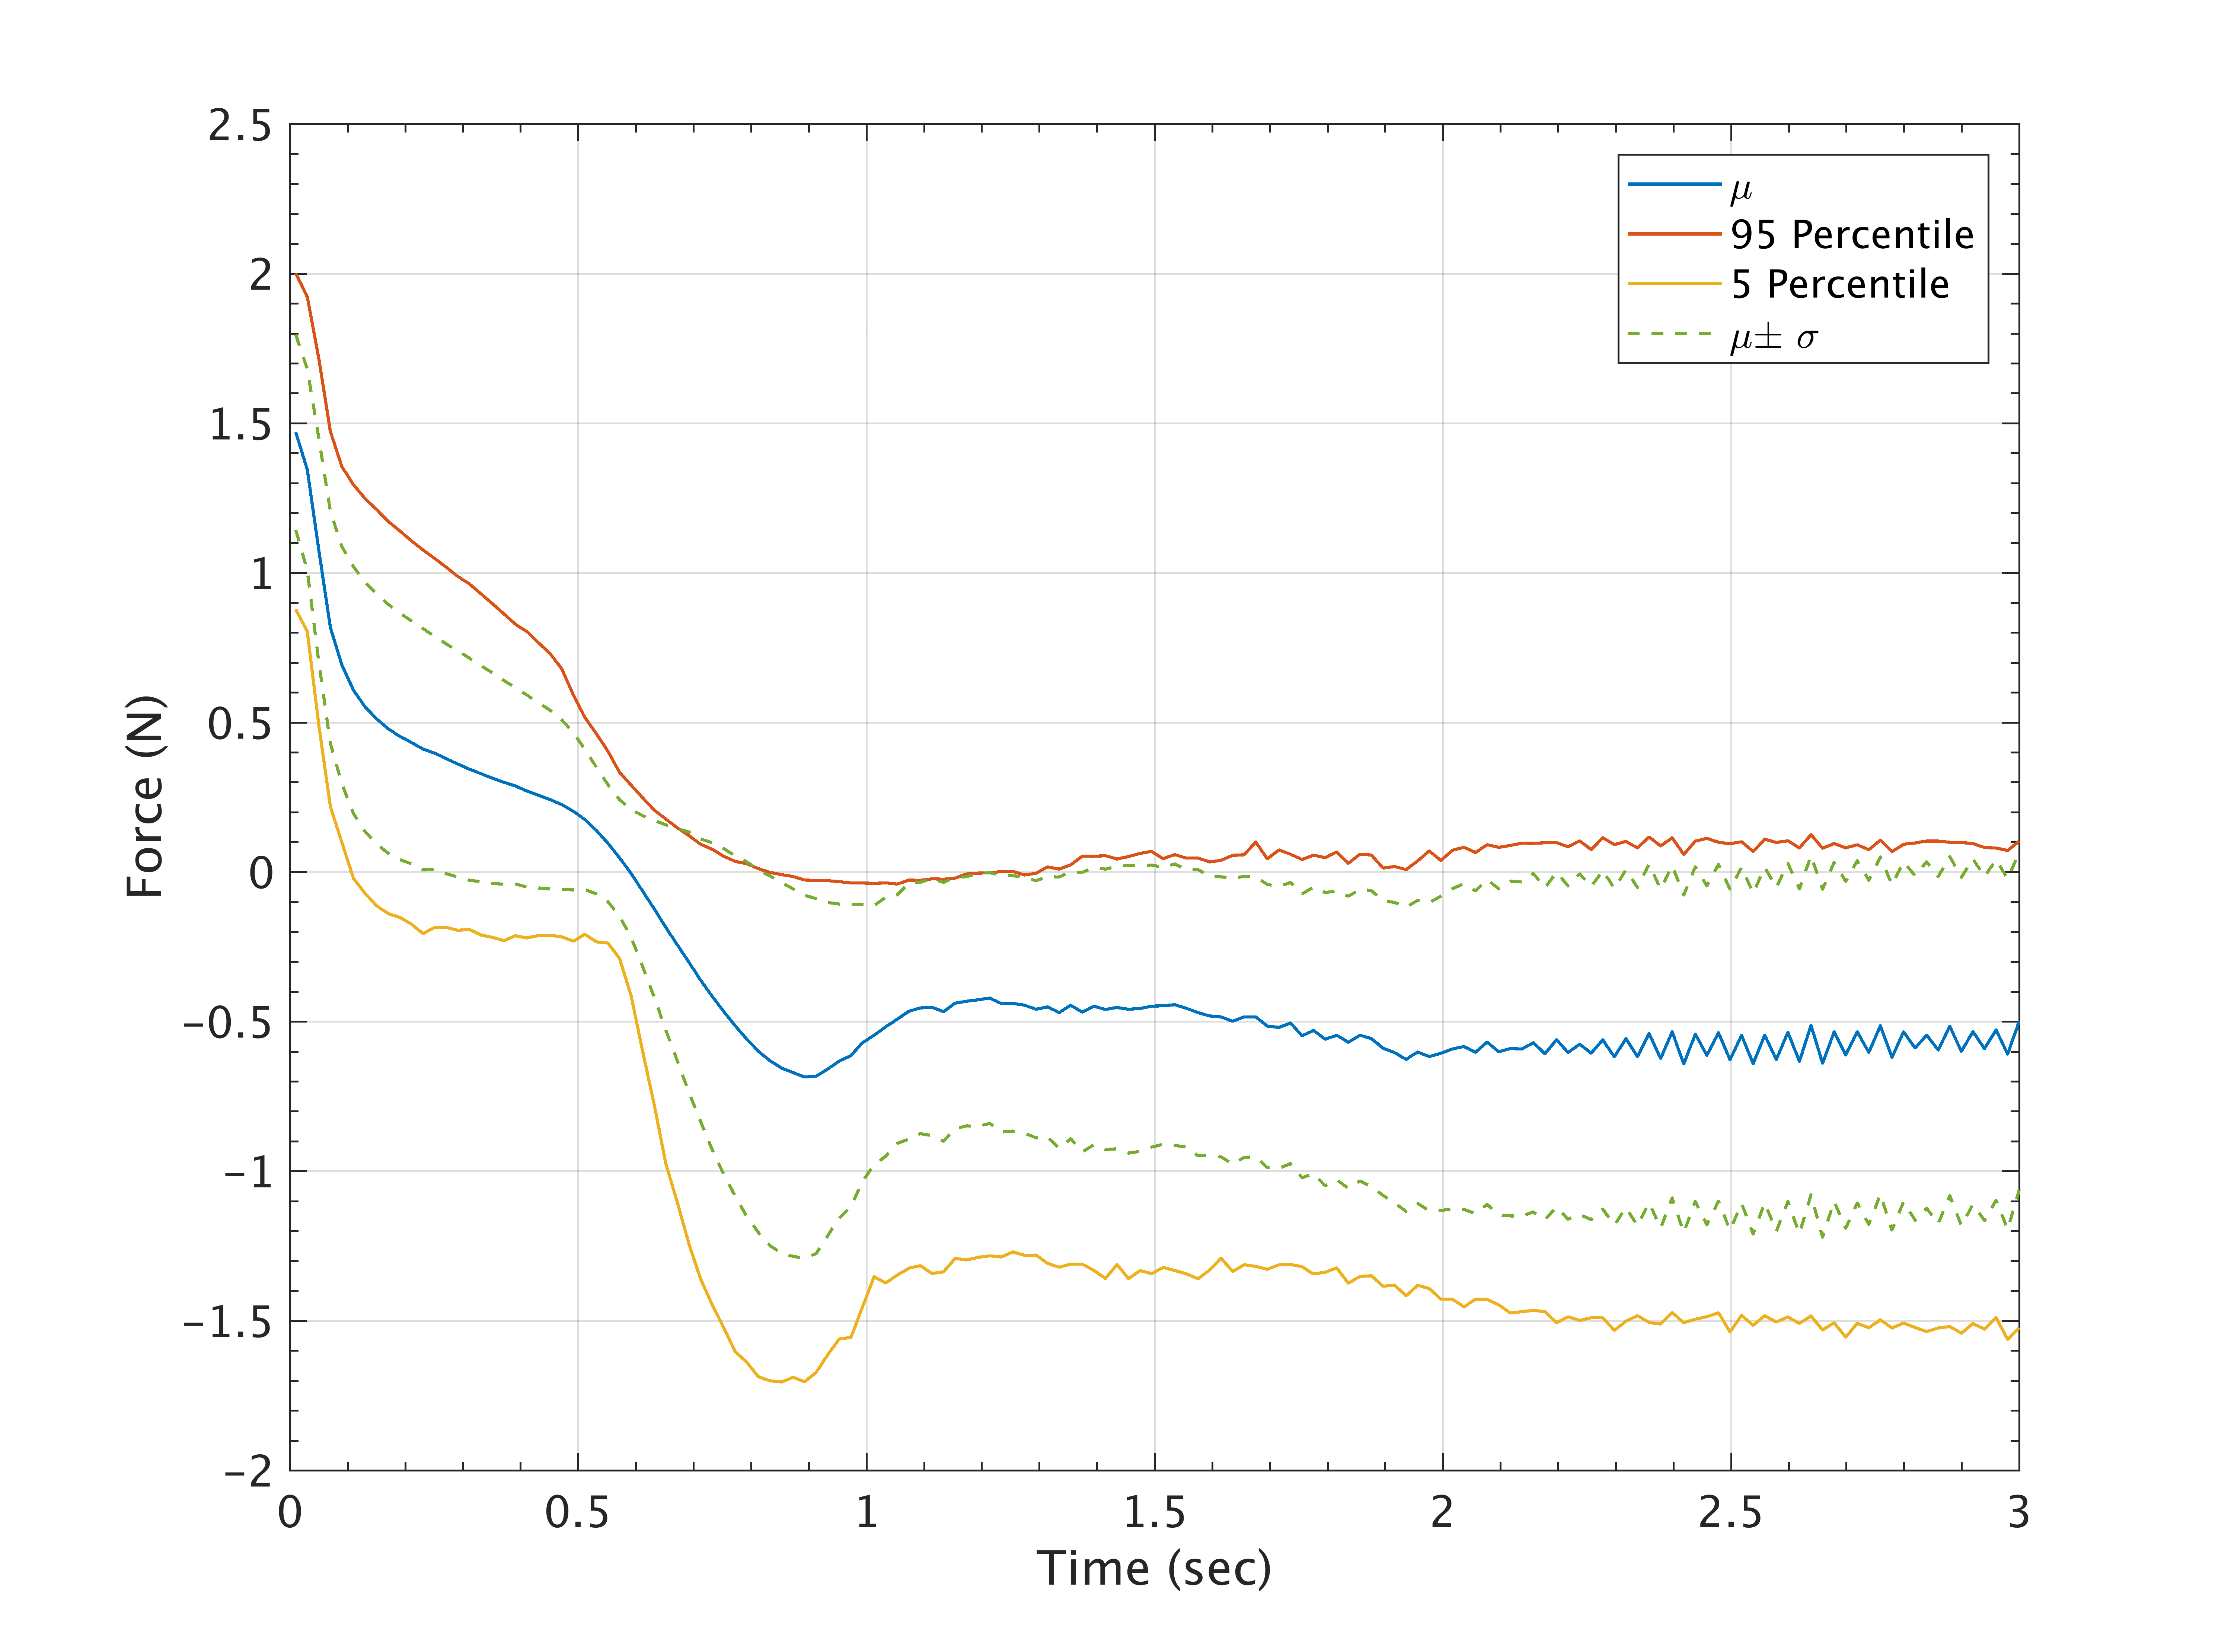 2.5
2
1.5
1
0.5
0
−0.5
−1
−1.5
−2
Force (N)
μ
95 Percentile
5 Percentile
μ± σ
0 0.5 1 1.5 2 2.5 3
Time (sec)